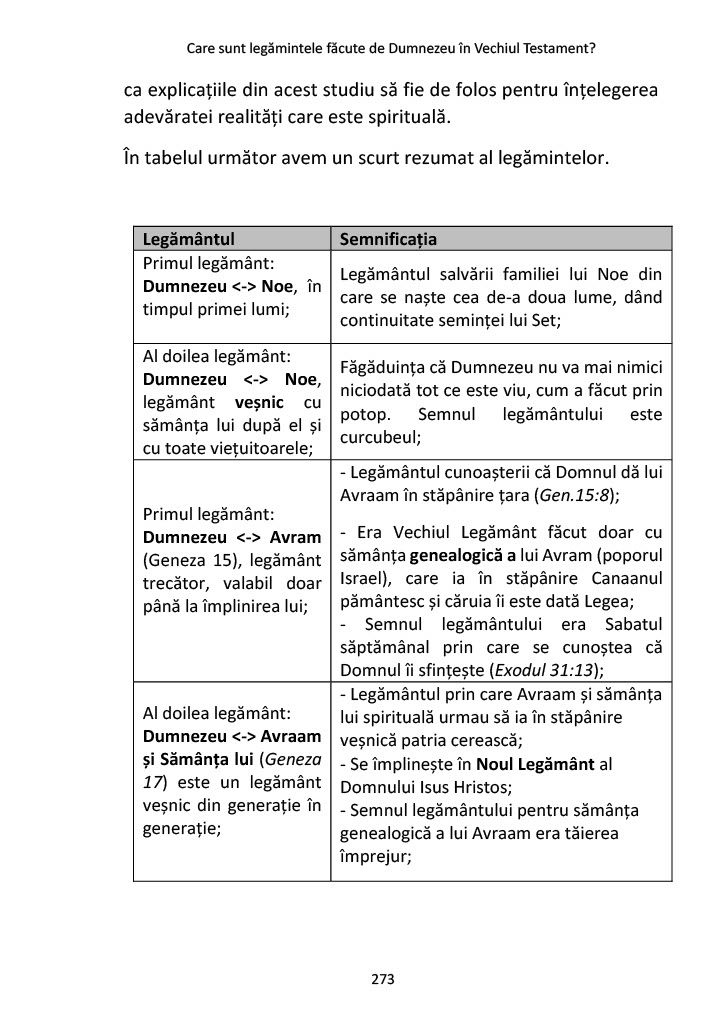 Care sunt legămintele făcute de Dumnezeu în Vechiul Testament?
ca explicațiile din acest studiu să fie de folos pentru înțelegerea
adevăratei realități care este spirituală.
În tabelul următor avem un scurt rezumat al legămintelor.
Legământul
Semnificația
Primul legământ:
Dumnezeu <-> Noe, în
timpul primei lumi;
Legământul salvării familiei lui Noe din
care se naște cea de-a doua lume, dând
continuitate seminței lui Set;
Al doilea legământ:
Dumnezeu <-> Noe,
legământ veșnic cu
sămânța lui după el și
cu toate viețuitoarele;
Făgăduința că Dumnezeu nu va mai nimici
niciodată tot ce este viu, cum a făcut prin
potop. Semnul legământului este
curcubeul;
Primul legământ:
Dumnezeu <-> Avram
(Geneza 15), legământ
trecător, valabil doar
până la împlinirea lui;
- Legământul cunoașterii că Domnul dă lui
Avraam în stăpânire țara (Gen.15:8);
- Era Vechiul Legământ făcut doar cu
sămânța genealogică a lui Avram (poporul
Israel), care ia în stăpânire Canaanul
pământesc și căruia îi este dată Legea;
- Semnul legământului era Sabatul
săptămânal prin care se cunoștea că
Domnul îi sfințește (Exodul 31:13);
Al doilea legământ:
Dumnezeu <-> Avraam
și Sămânța lui (Geneza
17) este un legământ
veșnic din generație în
generație;
- Legământul prin care Avraam și sămânța
lui spirituală urmau să ia în stăpânire
veșnică patria cerească;
- Se împlinește în Noul Legământ al
Domnului Isus Hristos;
- Semnul legământului pentru sămânța
genealogică a lui Avraam era tăierea
împrejur;
273